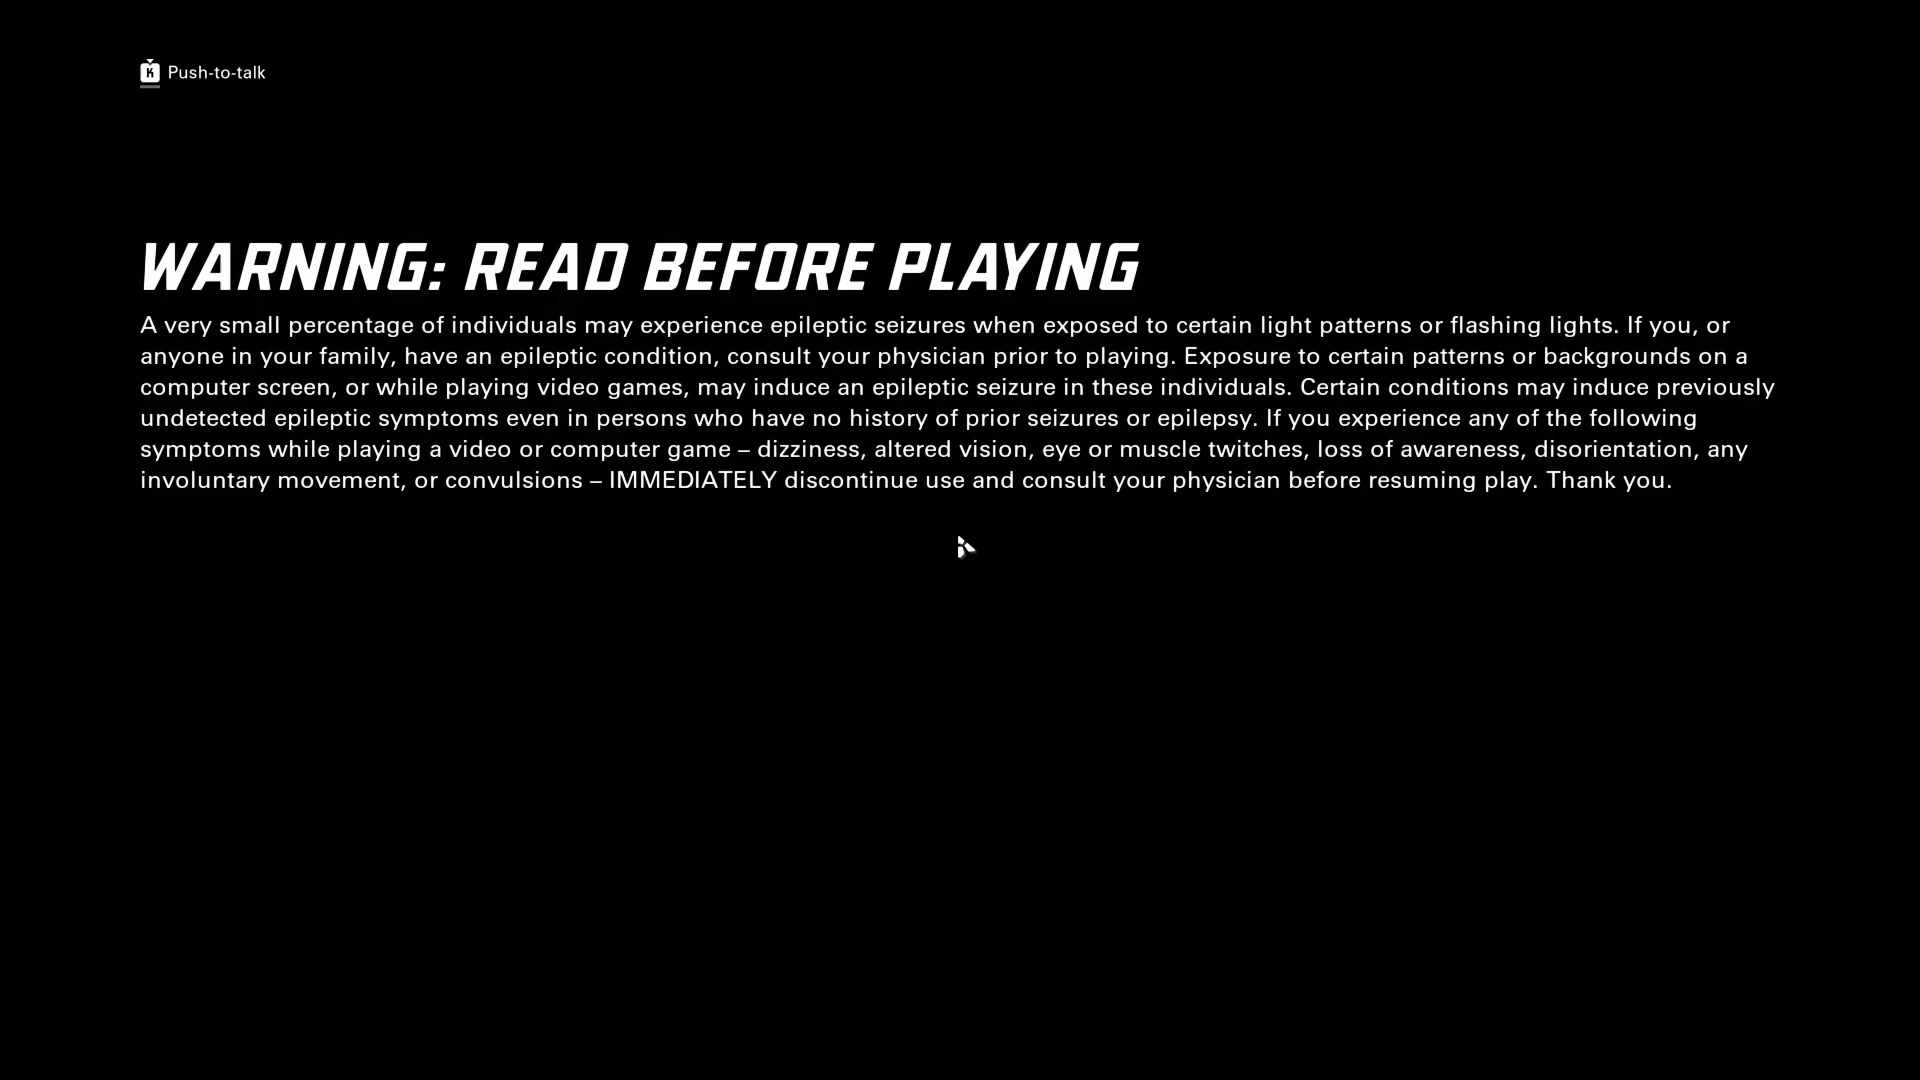 K Push-to-talk
WARNING: READ BEFORE PLAYING
A very small percentage of individuals may experience epileptic seizures when exposed to certain light patterns or flashing lights. If you, or
anyone in your family, have an epileptic condition, consult your physician prior to playing. Exposure to certain patterns or backgrounds on a
computer screen, or while playing video games, may induce an epileptic seizure in these individuals. Certain conditions may induce previously
undetected epileptic symptoms even in persons who have no history of prior seizures or epilepsy. If you experience any of the following
symptoms while playing a video or computer game – dizziness, altered vision, eye or muscle twitches, loss of awareness, disorientation, any
involuntary movement, or convulsions – IMMEDIATELY discontinue use and consult your physician before resuming play. Thank you.